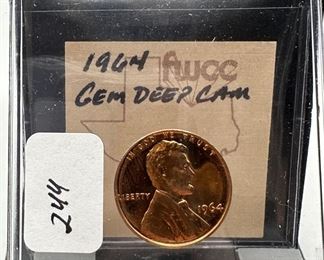 1964 fwcc
GEM DEEP CAM
IN GOD WE TRUST
LIBERTY
1964
244